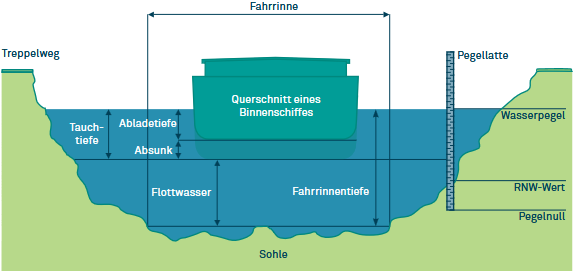 Fahrrinne
Treppelweg
Pegellatte
Querschnitt eines
Binnenschiffes
Wasserpegel
Tauch-
tiefe
Abladetiefe
Absunk
Flottwasser
Fahrrinnentiefe
RNW-Wert
Pegelnull
Sohle